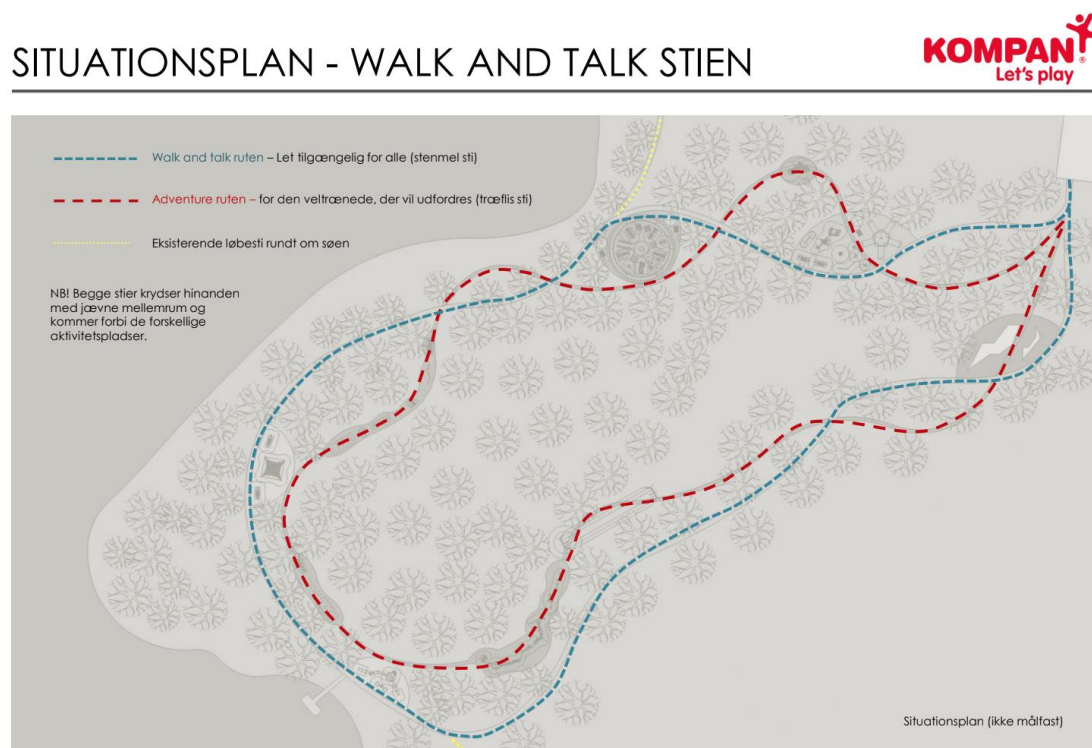 SITUATIONSPLAN - WALK AND TALK STIEN
KOMPAN!®
Let's play
Walk and talk ruten – Let tilgængelig for alle (stenmel sti)
Adventure ruten – for den veltrænede, der vil udfordres (træflis sti)
Eksisterende løbesti rundt om søen
NB! Begge stier krydser hinanden
med jævne mellemrum og
kommer forbi de forskellige
aktivitetspladser.
Situationsplan (ikke målfast)